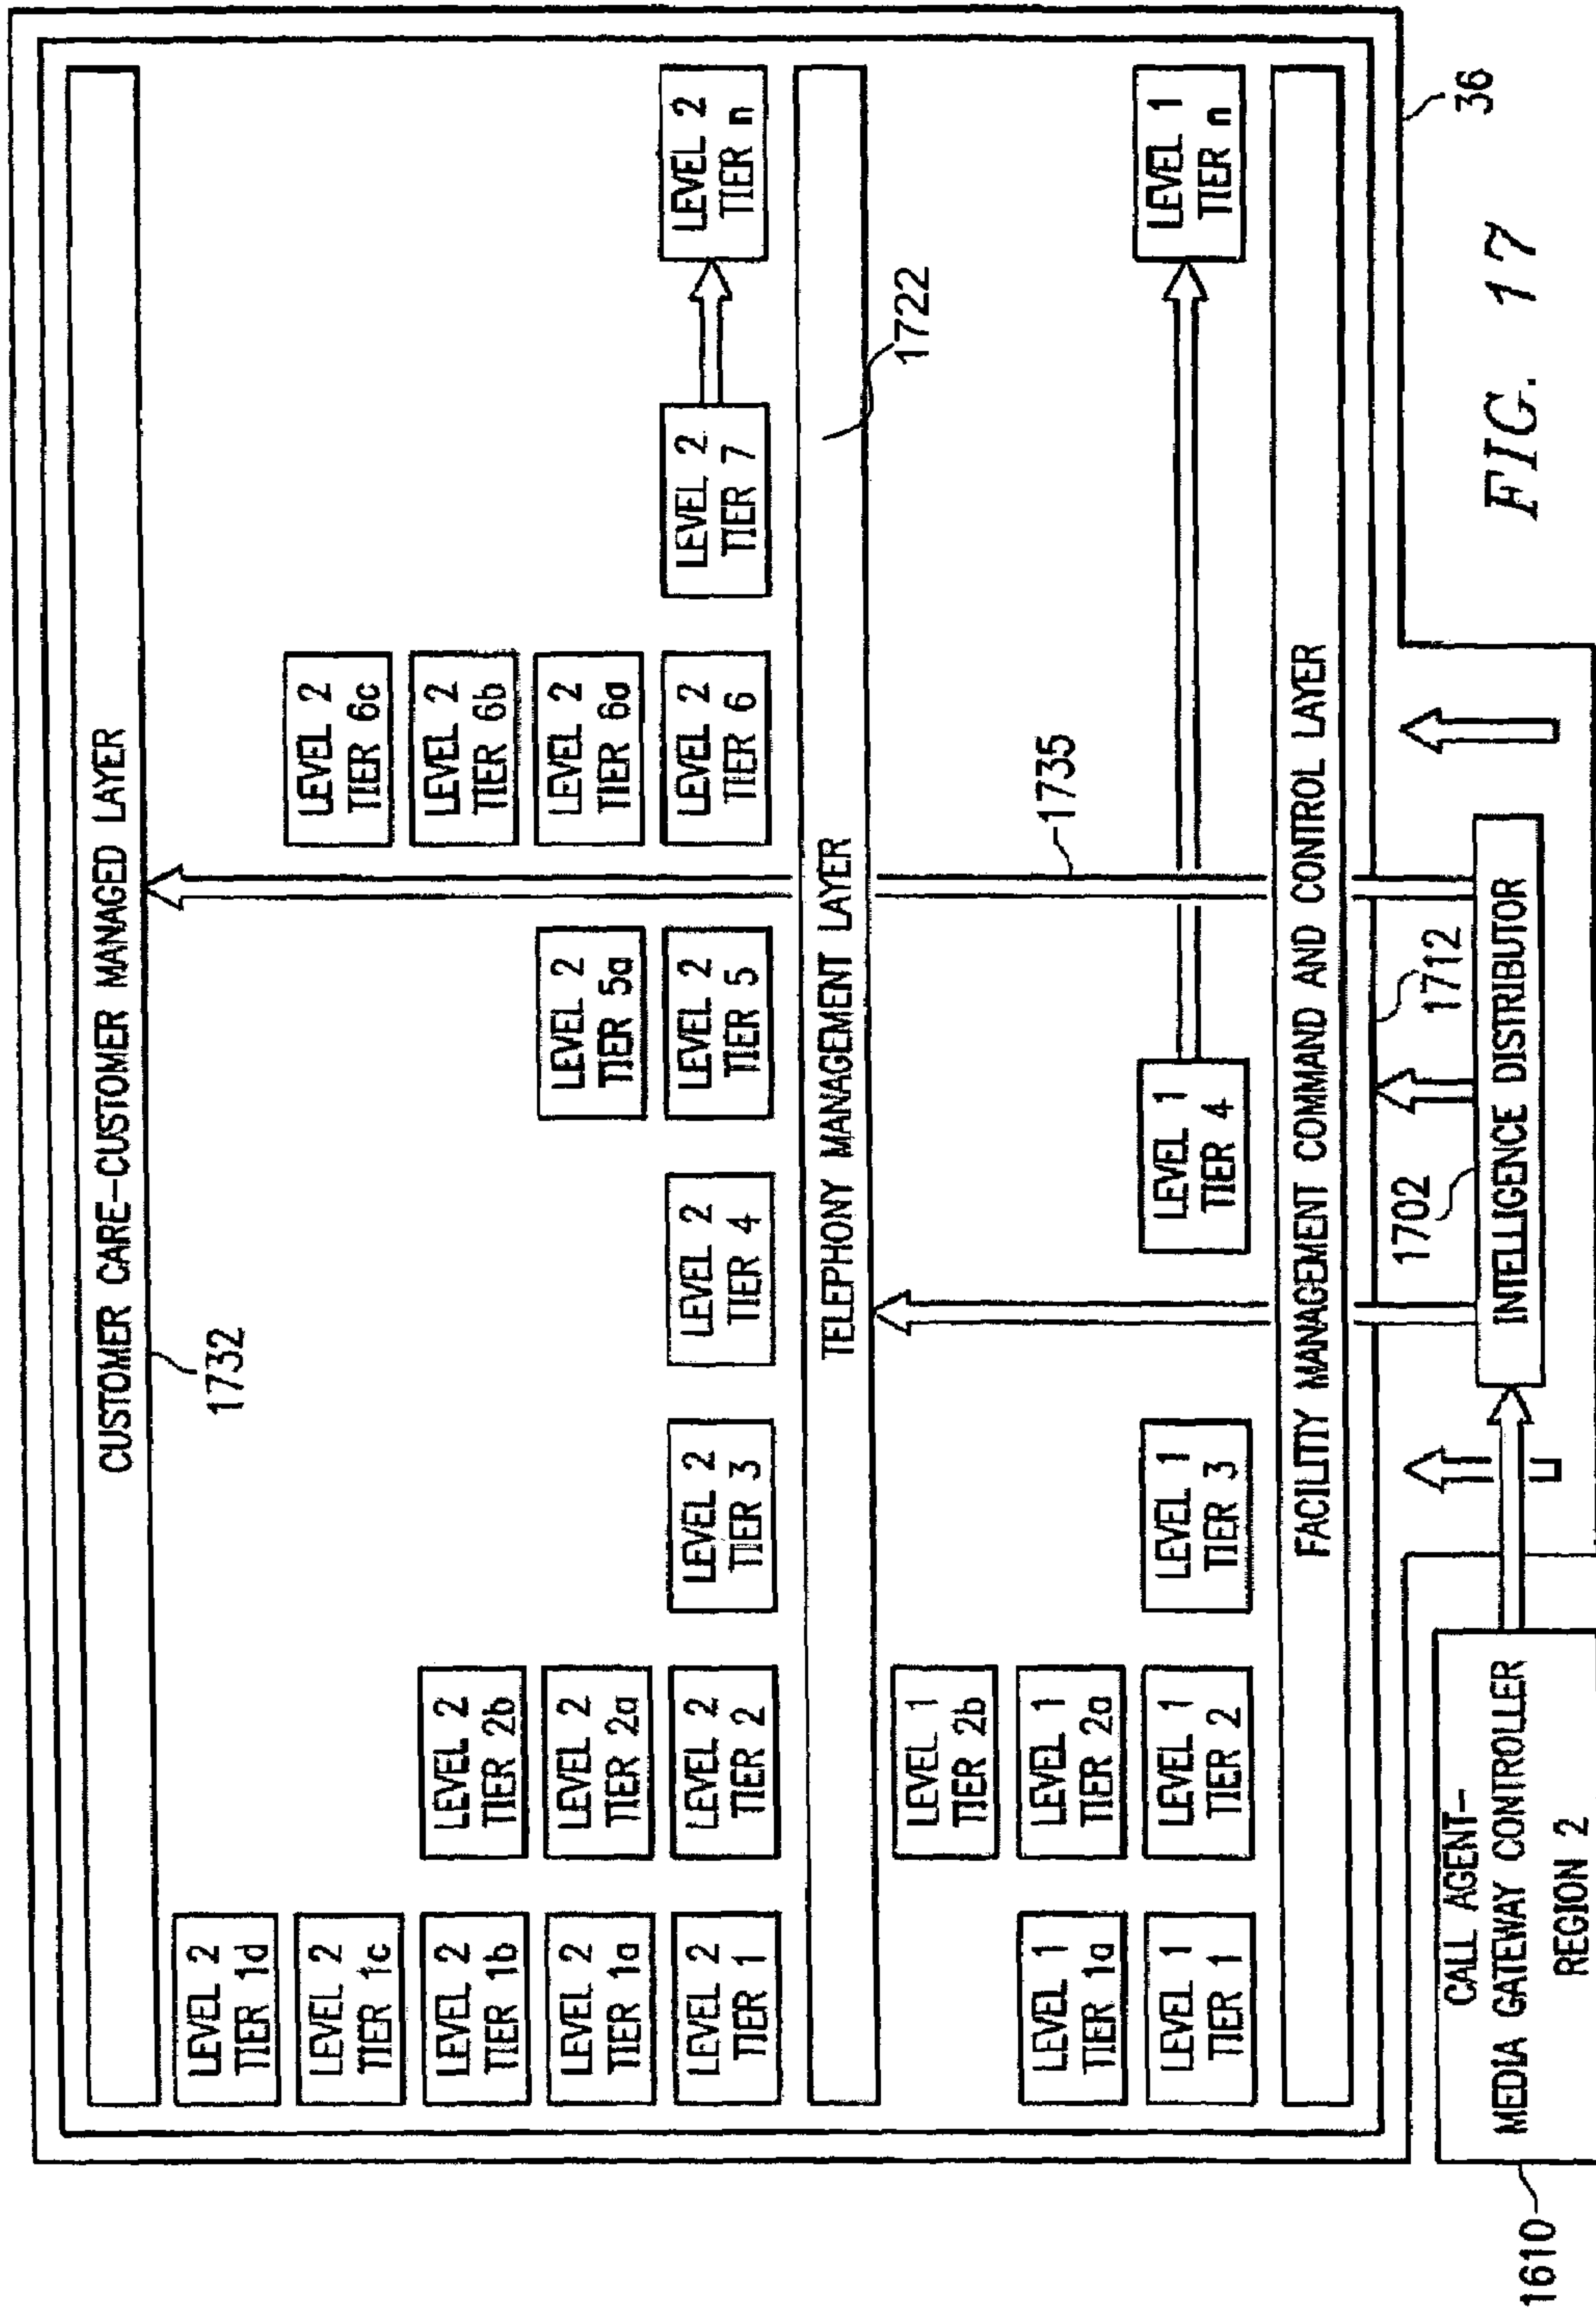 CUSTOMER CARE-CUSTOMER MANAGED LAYER
1732
LEVEL 2
TIER 1d
LEVEL 2
TIER 1c
LEVEL 2
TIER 1b
LEVEL 2
TIER 1a
LEVEL 2
TIER 1
LEVEL 2
TIER 2b
LEVEL 2
TIER 2a
LEVEL 2
TIER 2
LEVEL 2
TIER 3
LEVEL 2
TIER 4
LEVEL 2
TIER 5a
LEVEL 2
TIER 5
LEVEL 2
TIER 6c
LEVEL 2
TIER 6b
LEVEL 2
TIER 6a
LEVEL 2
TIER 6
LEVEL 2
TIER 7
LEVEL 2
TIER n
TELEPHONY MANAGEMENT LAYER
1722
LEVEL 1
TIER 1a
LEVEL 1
TIER 1
LEVEL 1
TIER 2b
LEVEL 1
TIER 2a
LEVEL 1
TIER 2
LEVEL 1
TIER 3
LEVEL 1
TIER 4
1735
LEVEL 1
TIER n
FACILITIY MANAGEMENT COMMAND AND CONTROL LAYER
CALL AGENT-
MEDIA GATEWAY CONTROLLER
REGION 2
1610
1702
1712
INTELLIGENCE DISTRIBUTOR
36
FIG. 17